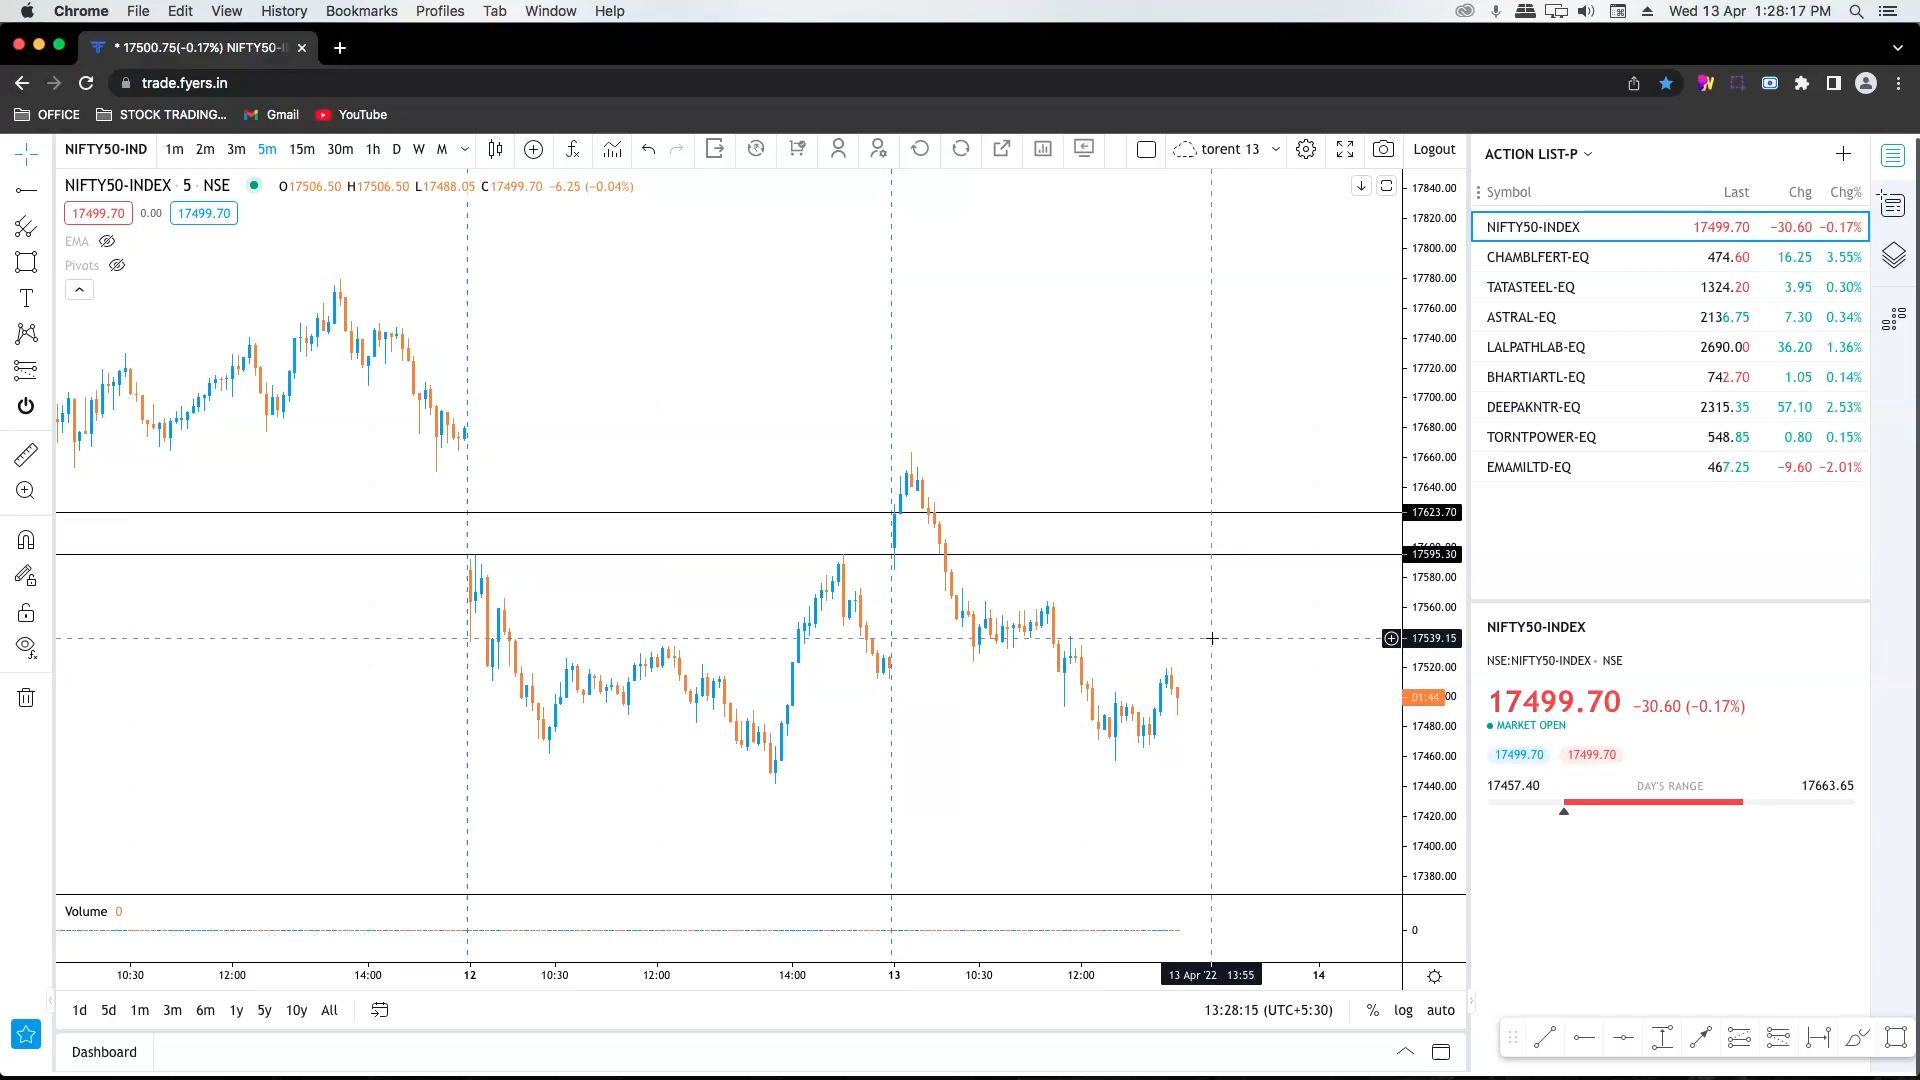 Chrome File Edit View History Bookmarks Profiles Tab Window Help Wed 13 Apr 1:28:17 PM
* 17500.75(-0.17%) NIFTY50-I
trade.fyers.in
OFFICE STOCK TRADING... Gmail YouTube
NIFTY50-IND 1m 2m 3m 5m 15m 30m 1h D W M torent 13 Logout
NIFTY50-INDEX · 5 · NSE O17506.50 H17506.50 L17488.05 C17499.70 −6.25 (−0.04%)
17499.70 0.00 17499.70
EMA
Pivots
17840.00
17820.00
17800.00
17780.00
17760.00
17740.00
17720.00
17700.00
17680.00
17660.00
17640.00
17623.70
17595.30
17580.00
17560.00
17539.15
17520.00
01:44
17480.00
17460.00
17440.00
17420.00
17400.00
17380.00
Volume 0
0
10:30 12:00 14:00 12 10:30 12:00 14:00 13 10:30 12:00 13 Apr '22 13:55 14
1d 5d 1m 3m 6m 1y 5y 10y All 13:28:15 (UTC+5:30) % log auto
Dashboard
ACTION LIST-P
Symbol Last Chg Chg%
NIFTY50-INDEX 17499.70 −30.60 −0.17%
CHAMBLFERT-EQ 474.60 16.25 3.55%
TATASTEEL-EQ 1324.20 3.95 0.30%
ASTRAL-EQ 2136.75 7.30 0.34%
LALPATHLAB-EQ 2690.00 36.20 1.36%
BHARTIARTL-EQ 742.70 1.05 0.14%
DEEPAKNTR-EQ 2315.35 57.10 2.53%
TORNTPOWER-EQ 548.85 0.80 0.15%
EMAMILTD-EQ 467.25 −9.60 −2.01%
NIFTY50-INDEX
NSE:NIFTY50-INDEX · NSE
17499.70 −30.60 (−0.17%)
MARKET OPEN
17499.70 17499.70
17457.40 DAY'S RANGE 17663.65